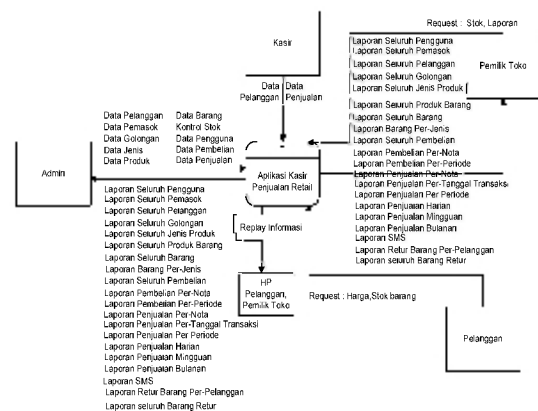 Request : Stok, Laporan
Kasir
Laporan Seluruh Pengguna
Laporan Seluruh Pemasok
Laporan Seluruh Pelanggan
Pemilik Toko
Laporan Seluruh Golongan
Laporan Seluruh Jenis Produk
Data Data
Pelanggan Penjualan
Laporan Seluruh Produk Barang
Laporan Seluruh Barang
Laporan Barang Per-Jenis
Laporan Seluruh Pembelian
Laporan Pembelian Per-Nota
Laporan Pembelian Per-Periode
Laporan Penjualan Per-Nota
Laporan Penjualan Per-Tanggal Transaksi
Laporan Penjualan Per Periode
Laporan Penjualan Harian
Laporan Penjualan Mingguan
Laporan Penjualan Bulanan
Laporan SMS
Laporan Retur Barang Per-Pelanggan
Laporan seluruh Barang Retur
Data Pelanggan Data Barang
Data Pemasok Kontrol Stok
Data Golongan Data Pengguna
Data Jenis Data Pembelian
Data Produk Data Penjualan
Admin
Aplikasi Kasir
Penjualan Retail
Laporan Seluruh Pengguna
Laporan Seluruh Pemasok
Laporan Seluruh Pelanggan
Laporan Seluruh Golongan
Laporan Seluruh Jenis Produk
Laporan Seluruh Produk Barang
Laporan Seluruh Barang
Laporan Barang Per-Jenis
Laporan Seluruh Pembelian
Laporan Pembelian Per-Nota
Laporan Pembelian Per-Periode
Laporan Penjualan Per-Nota
Laporan Penjualan Per-Tanggal Transaksi
Laporan Penjualan Per Periode
Laporan Penjualan Harian
Laporan Penjualan Mingguan
Laporan Penjualan Bulanan
Laporan SMS
Laporan Retur Barang Per-Pelanggan
Laporan seluruh Barang Retur
Replay Informasi
HP
Pelanggan,
Pemilik Toko
Request : Harga,Stok barang
Pelanggan